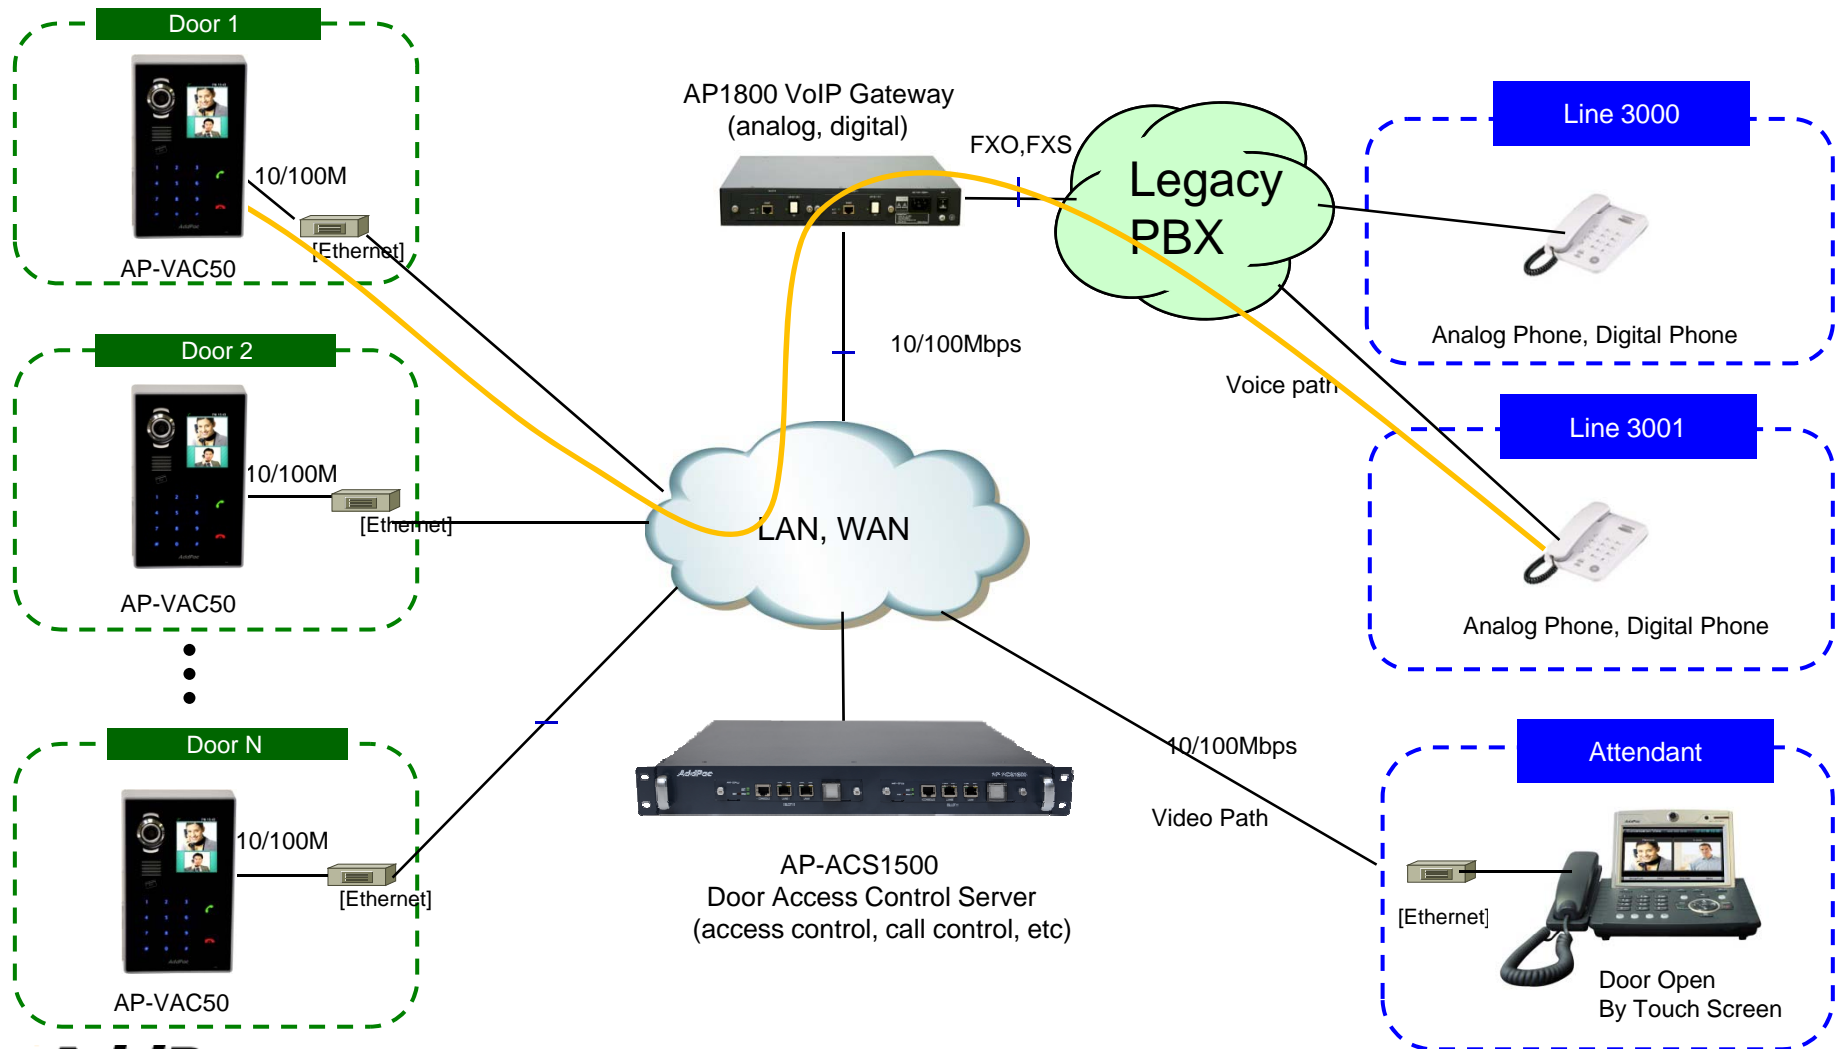 Door 1
10/100M
[Ethernet]
AP-VAC50
Door 2
10/100M
[Ethernet]
AP-VAC50
Door N
10/100M
[Ethernet]
AP-VAC50
AP1800 VoIP Gateway
(analog, digital)
FXO,FXS
Legacy
PBX
10/100Mbps
Voice path
LAN, WAN
AddPac
AP-ACS1500
AP-ACS1500
Door Access Control Server
(access control, call control, etc)
10/100Mbps
Video Path
Line 3000
Analog Phone, Digital Phone
Line 3001
Analog Phone, Digital Phone
Attendant
[Ethernet]
Door Open
By Touch Screen